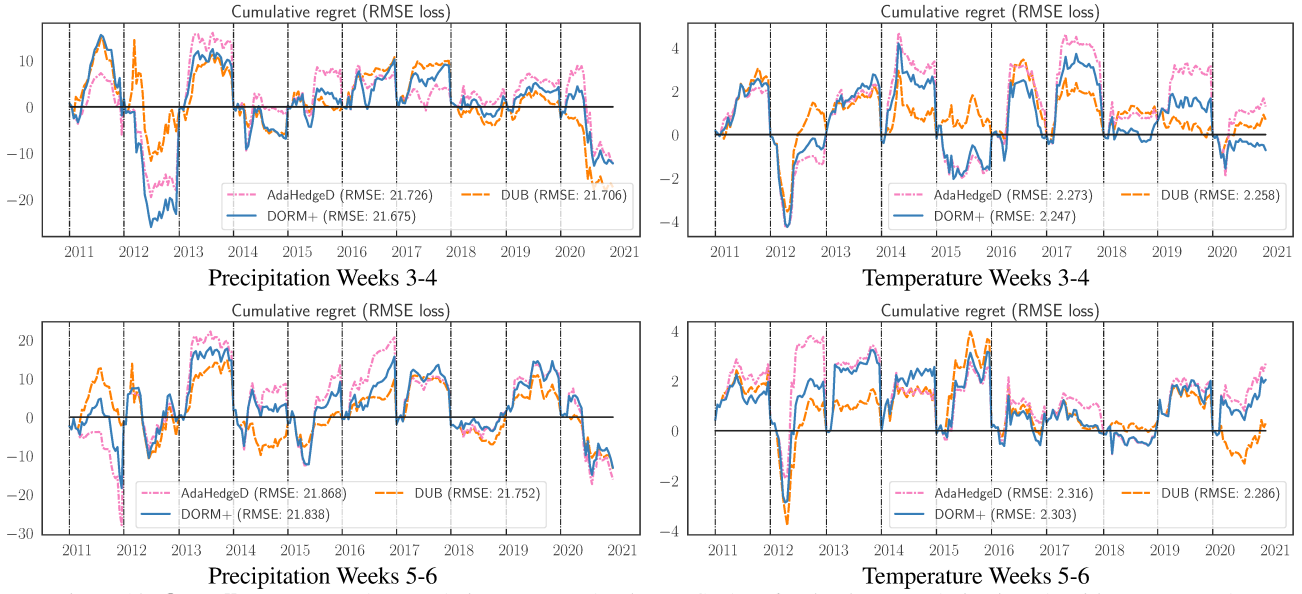 Cumulative regret (RMSE loss)
10
0
−10
−20
AdaHedgeD (RMSE: 21.726)
DORM+ (RMSE: 21.675)
DUB (RMSE: 21.706)
2011 2012 2013 2014 2015 2016 2017 2018 2019 2020 2021
Precipitation Weeks 3-4
Cumulative regret (RMSE loss)
4
2
0
−2
−4
AdaHedgeD (RMSE: 2.273)
DORM+ (RMSE: 2.247)
DUB (RMSE: 2.258)
2011 2012 2013 2014 2015 2016 2017 2018 2019 2020 2021
Temperature Weeks 3-4
Cumulative regret (RMSE loss)
20
10
0
−10
−20
−30
AdaHedgeD (RMSE: 21.868)
DORM+ (RMSE: 21.838)
DUB (RMSE: 21.752)
2011 2012 2013 2014 2015 2016 2017 2018 2019 2020 2021
Precipitation Weeks 5-6
Cumulative regret (RMSE loss)
4
2
0
−2
−4
AdaHedgeD (RMSE: 2.316)
DORM+ (RMSE: 2.303)
DUB (RMSE: 2.286)
2011 2012 2013 2014 2015 2016 2017 2018 2019 2020 2021
Temperature Weeks 5-6